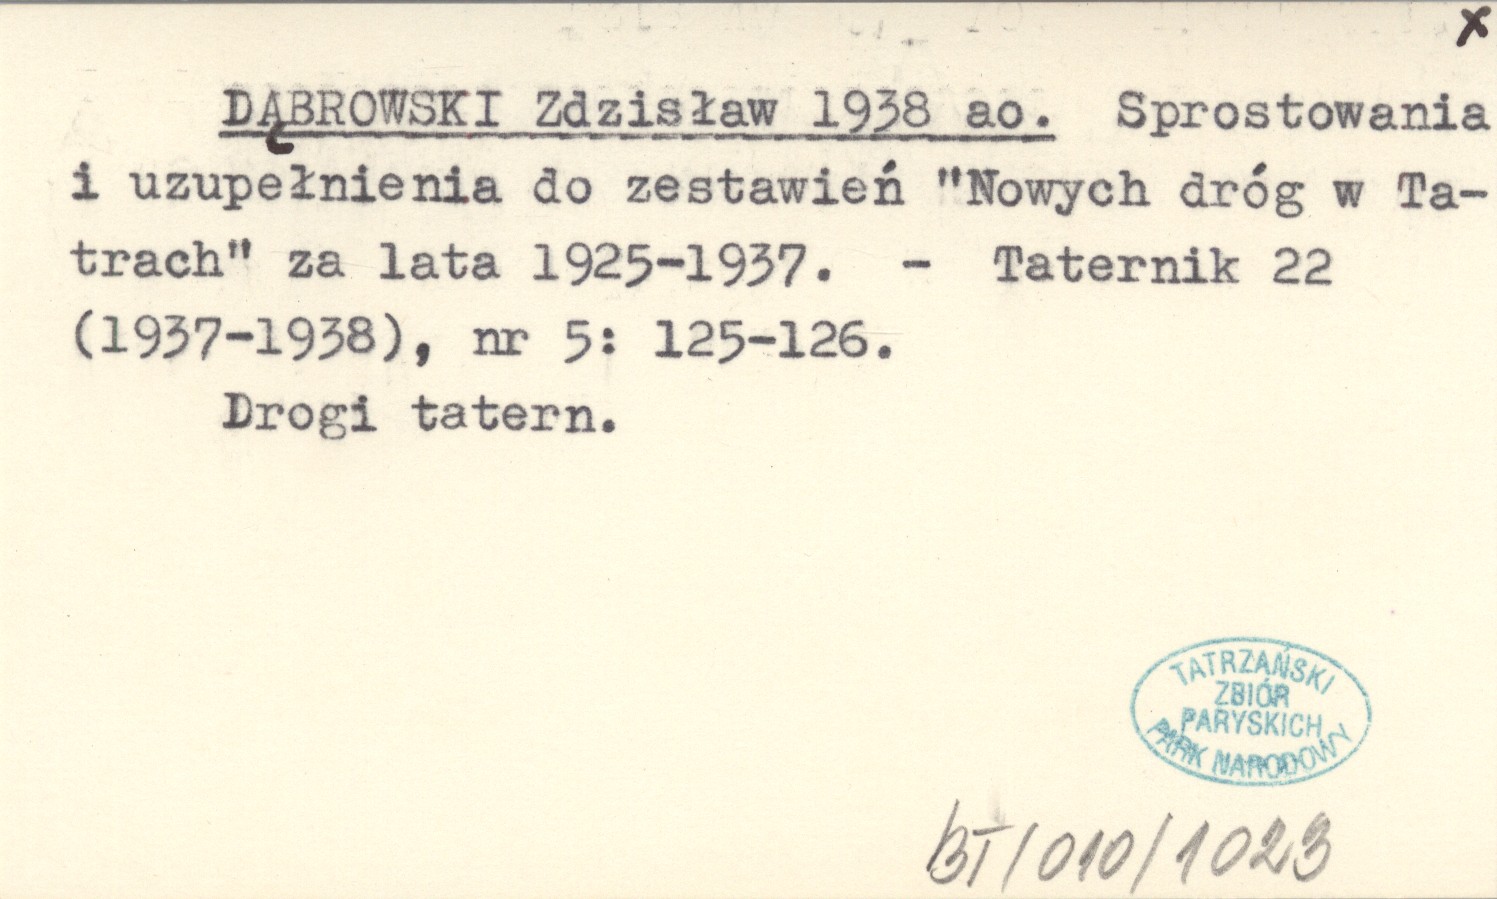 x
DĄBROWSKI Zdzisław 1938 ao. Sprostowania
i uzupełnienia do zestawień "Nowych dróg w Ta-
trach" za lata 1925-1937. - Taternik 22
(1937-1938), nr 5: 125-126.
Drogi tatern.
TATRZAŃSKI
ZBIÓR
PARYSKICH
PARK NARODOWY
BT/010/1023